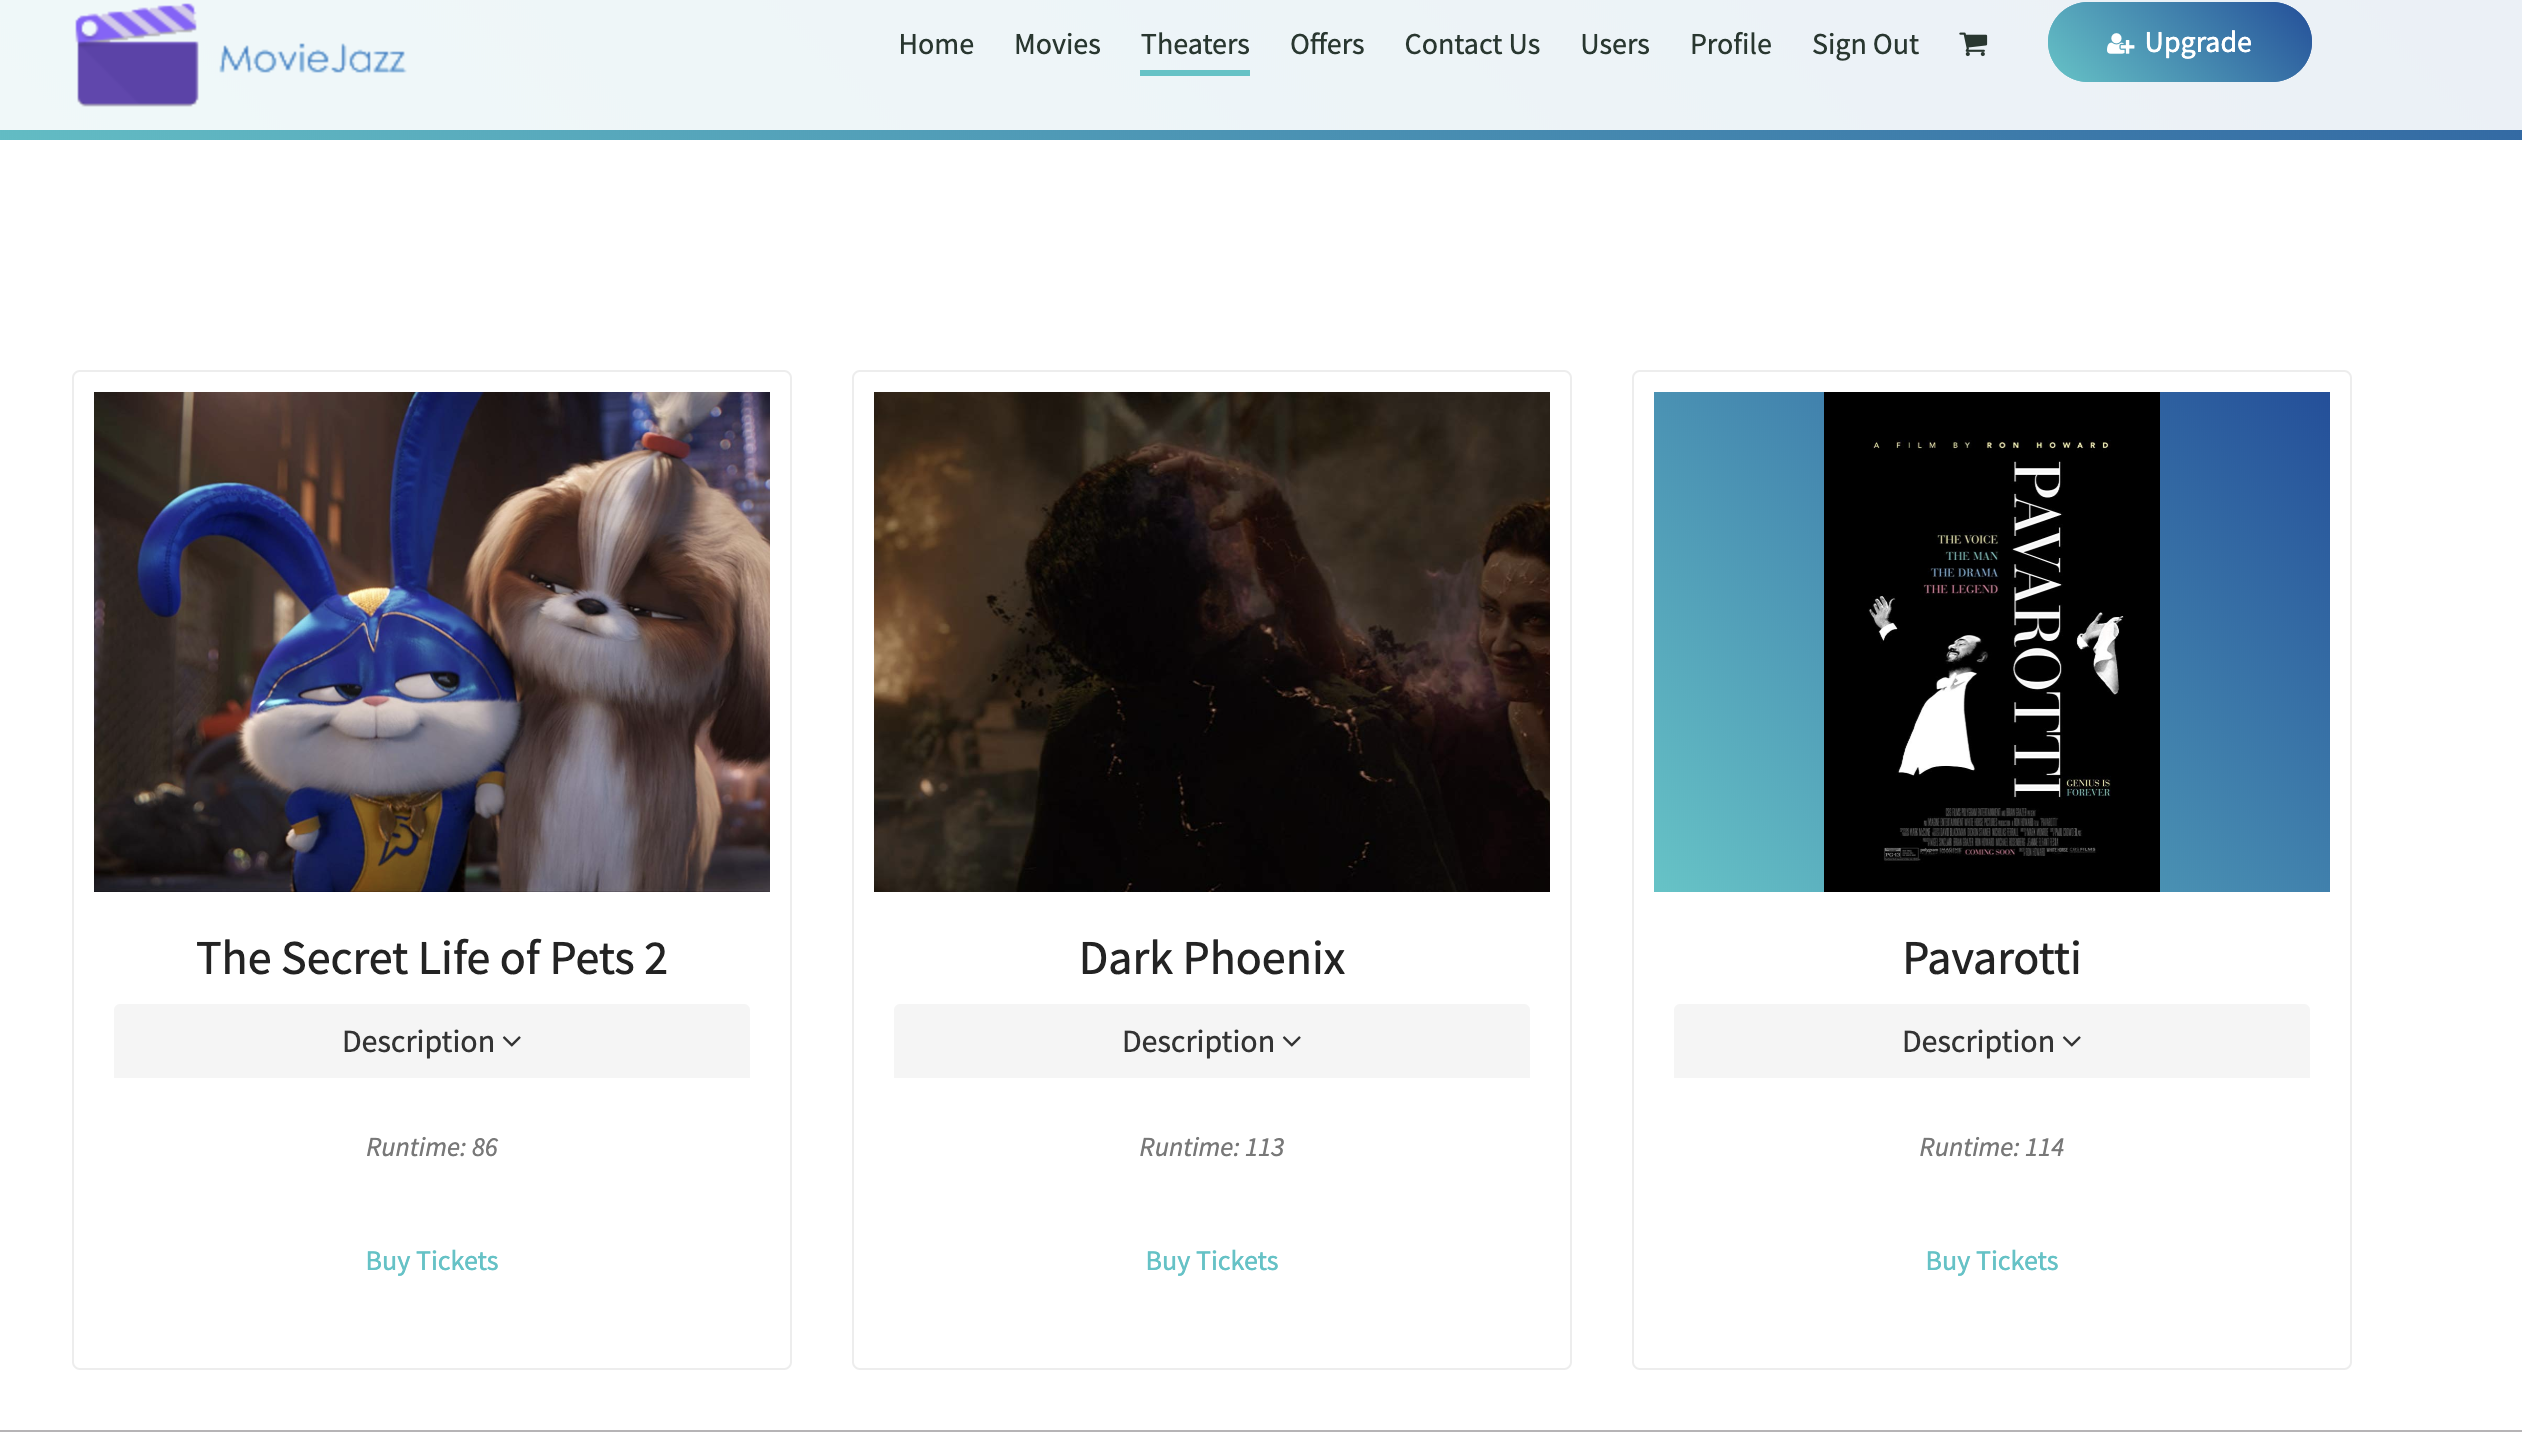 MovieJazz
Home Movies Theaters Offers Contact Us Users Profile Sign Out Upgrade
A FILM BY RON HOWARD
PAVAROTTI
THE VOICE
THE MAN
THE DRAMA
THE LEGEND
GENIUS IS
FOREVER
COMING SOON
The Secret Life of Pets 2
Description
Runtime: 86
Buy Tickets
Dark Phoenix
Description
Runtime: 113
Buy Tickets
Pavarotti
Description
Runtime: 114
Buy Tickets